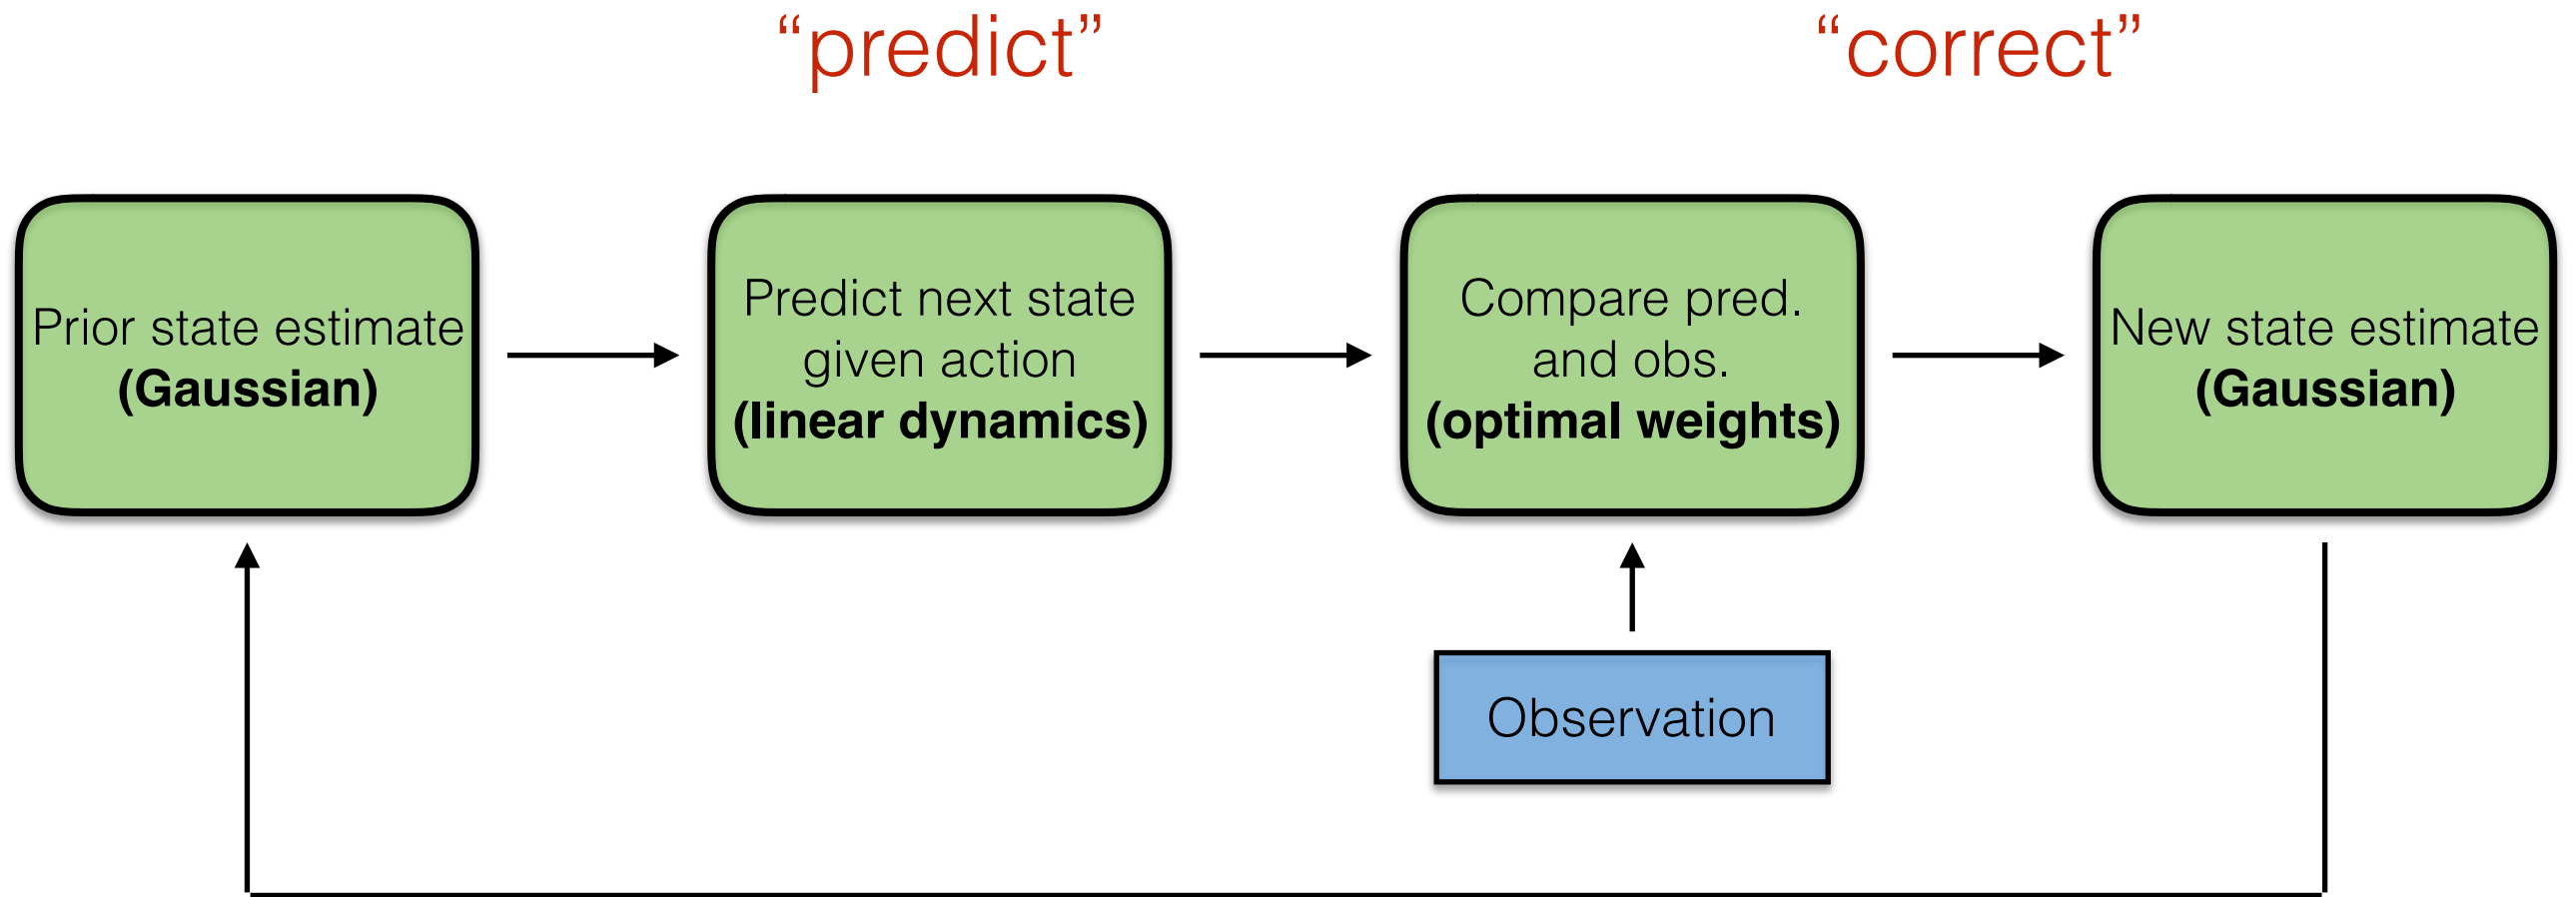 “predict”
“correct”
Prior state estimate
(Gaussian)
Predict next state
given action
(linear dynamics)
Compare pred.
and obs.
(optimal weights)
New state estimate
(Gaussian)
Observation